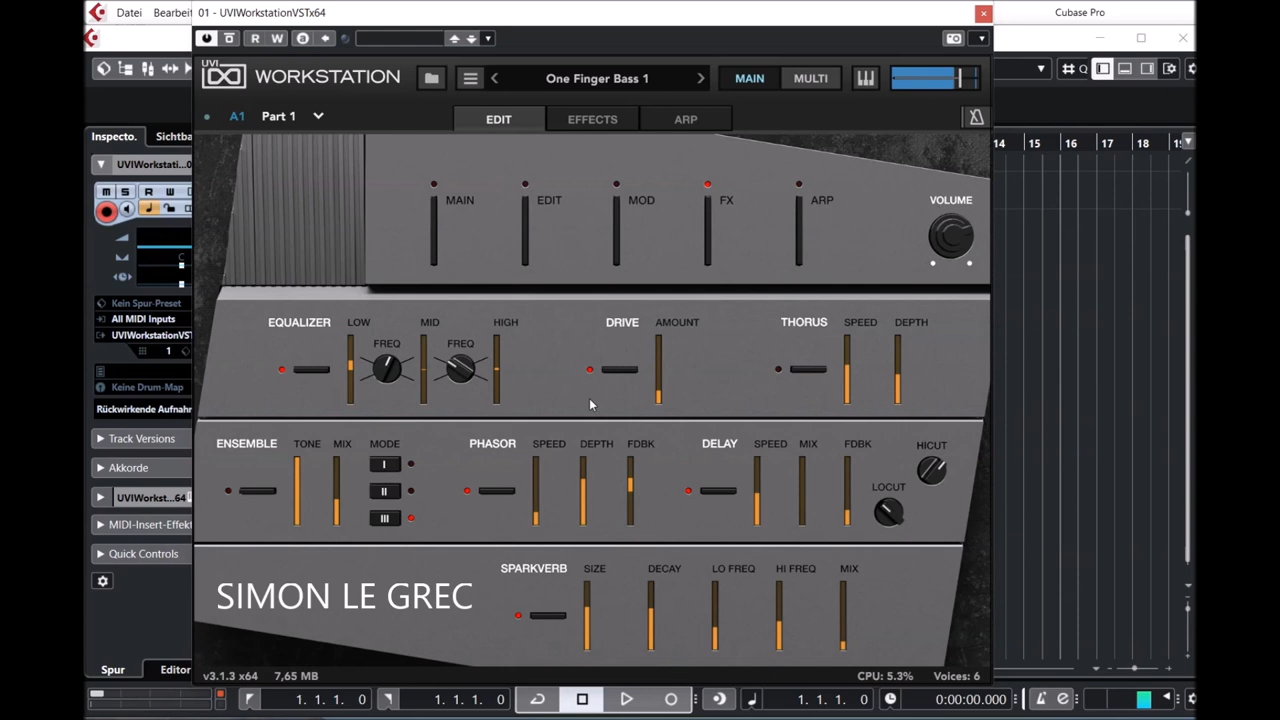 Datei Bearbeit
01 - UVIWorkstationVSTx64
Cubase Pro
R W a
UVI WORKSTATION
One Finger Bass 1
MAIN MULTI
Q
A1 Part 1
EDIT EFFECTS ARP
Inspecto. Sichtba
14 15 16 17 18 19
UVIWorkstati...0
M S R W
MAIN EDIT MOD FX ARP
VOLUME
C
Kein Spur-Preset
All MIDI Inputs
UVIWorkstationVST
1
Keine Drum-Map
Rückwirkende Aufnahm
EQUALIZER LOW FREQ MID FREQ HIGH
DRIVE AMOUNT
THORUS SPEED DEPTH
Track Versions
Akkorde
UVIWorkst...64
MIDI-Insert-Effekt
Quick Controls
ENSEMBLE TONE MIX MODE
I
II
III
PHASOR SPEED DEPTH FDBK
DELAY SPEED MIX FDBK
HICUT
LOCUT
SPARKVERB SIZE DECAY LO FREQ HI FREQ MIX
SIMON LE GREC
Spur Editor
v3.1.3 x64 7,65 MB
CPU: 5.3% Voices: 6
1. 1. 1. 0
1. 1. 1. 0
1. 1. 1. 0
0:00:00.000